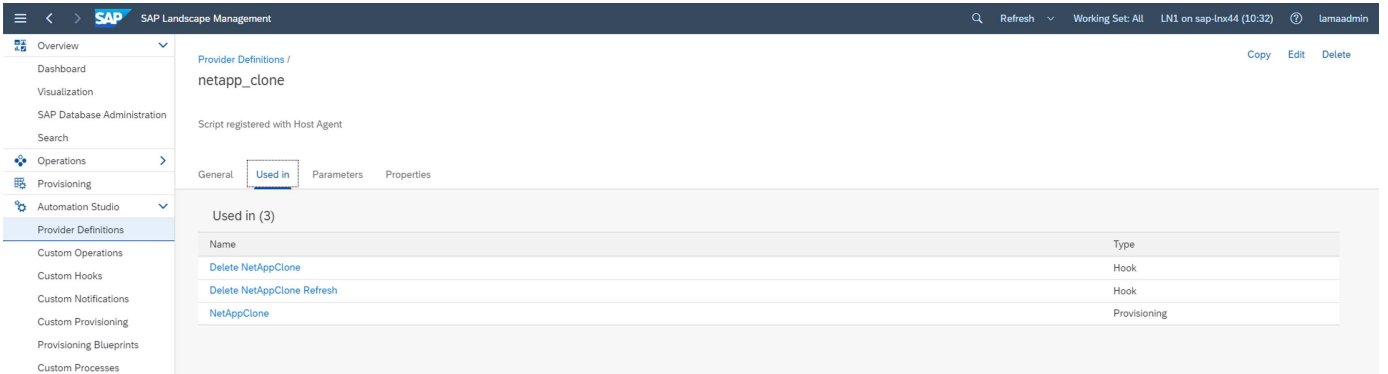 SAP SAP Landscape Management Refresh Working Set: All LN1 on sap-lnx44 (10:32) lamaadmin
Overview
Dashboard
Visualization
SAP Database Administration
Search
Operations
Provisioning
Automation Studio
Provider Definitions
Custom Operations
Custom Hooks
Custom Notifications
Custom Provisioning
Provisioning Blueprints
Custom Processes
Provider Definitions /
Copy Edit Delete
netapp_clone
Script registered with Host Agent
General Used in Parameters Properties
Used in (3)
Name Type
Delete NetAppClone Hook
Delete NetAppClone Refresh Hook
NetAppClone Provisioning